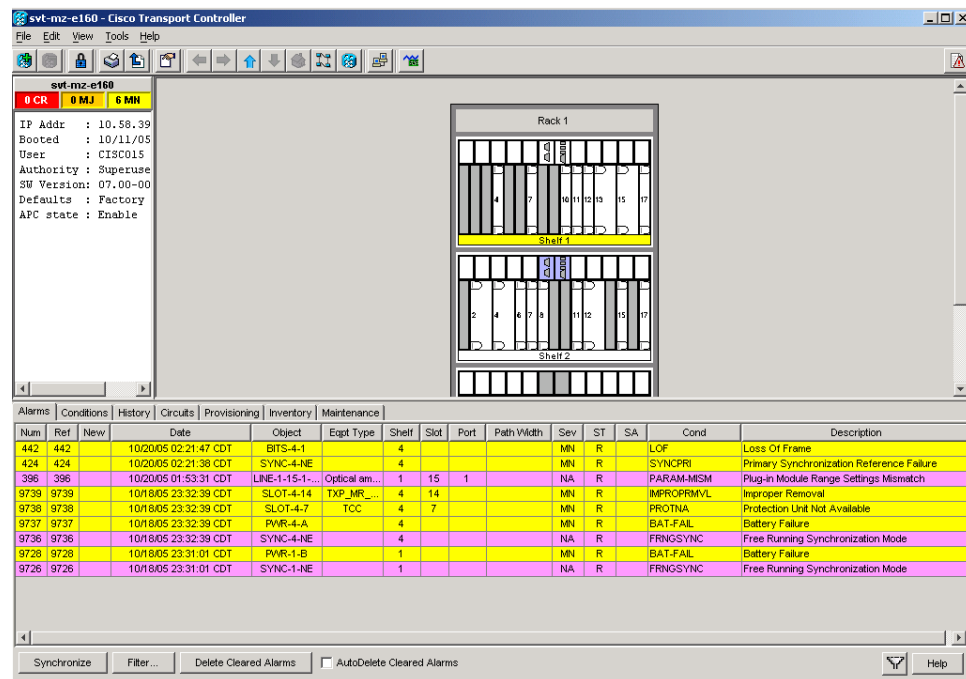 svt-mz-e160 - Cisco Transport Controller
File Edit View Tools Help
svt-mz-e160
0 CR 0 MJ 6 MN
IP Addr : 10.58.39
Booted : 10/11/05
User : CISCO15
Authority : Superuse
SW Version: 07.00-00
Defaults : Factory
APC state : Enable
Rack 1
4 7 10 11 12 13 15 17
Shelf 1
2 4 6 7 8 11 12 15 17
Shelf 2
Alarms Conditions History Circuits Provisioning Inventory Maintenance
Num Ref New Date Object Eqpt Type Shelf Slot Port Path Width Sev ST SA Cond Description
442 442 10/20/05 02:21:47 CDT BITS-4-1 4 MN R LOF Loss Of Frame
424 424 10/20/05 02:21:38 CDT SYNC-4-NE 4 MN R SYNCPRI Primary Synchronization Reference Failure
396 396 10/20/05 01:53:31 CDT LINE-1-15-1-... Optical am... 1 15 1 NA R PARAM-MISM Plug-in Module Range Settings Mismatch
9739 9739 10/18/05 23:32:39 CDT SLOT-4-14 TXP_MR_... 4 14 MN R IMPROPRMVL Improper Removal
9738 9738 10/18/05 23:32:39 CDT SLOT-4-7 TCC 4 7 MN R PROTNA Protection Unit Not Available
9737 9737 10/18/05 23:32:39 CDT PWR-4-A 4 MN R BAT-FAIL Battery Failure
9736 9736 10/18/05 23:32:39 CDT SYNC-4-NE 4 NA R FRNGSYNC Free Running Synchronization Mode
9728 9728 10/18/05 23:31:01 CDT PWR-1-B 1 MN R BAT-FAIL Battery Failure
9726 9726 10/18/05 23:31:01 CDT SYNC-1-NE 1 NA R FRNGSYNC Free Running Synchronization Mode
Synchronize Filter... Delete Cleared Alarms AutoDelete Cleared Alarms Help